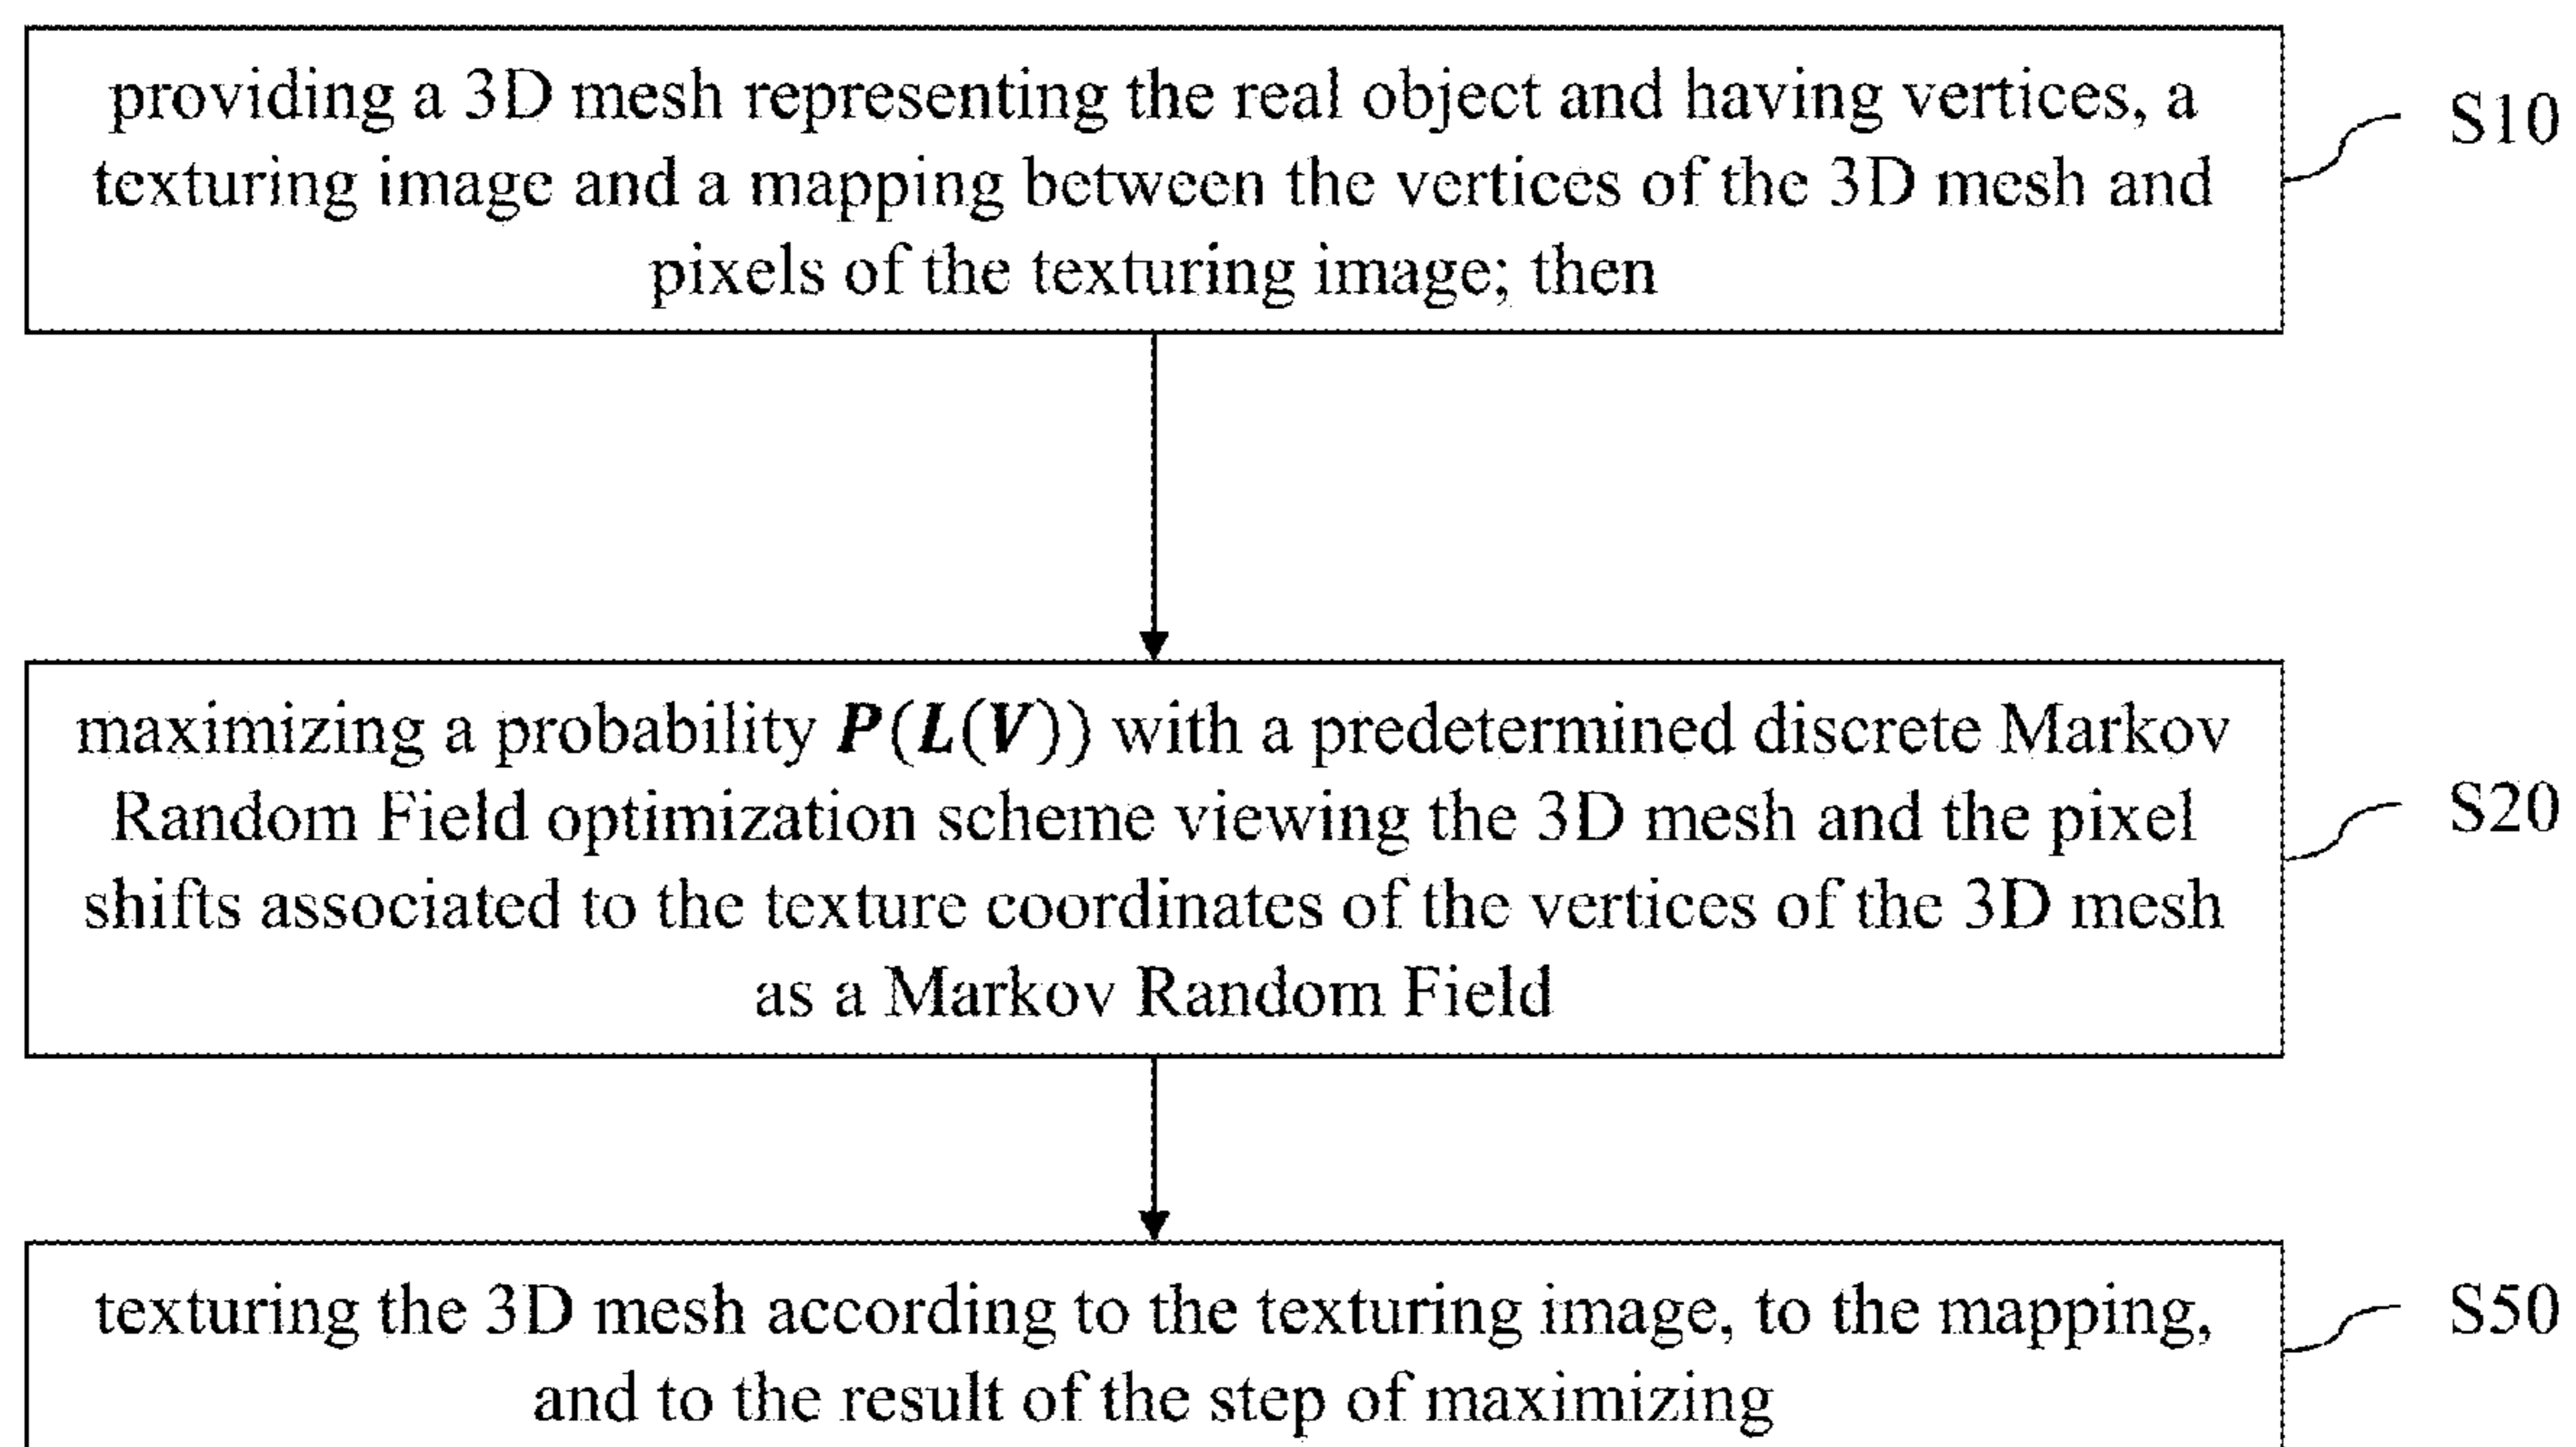 providing a 3D mesh representing the real object and having vertices, a
texturing image and a mapping between the vertices of the 3D mesh and
pixels of the texturing image; then
S10
maximizing a probability P(L(V)) with a predetermined discrete Markov
Random Field optimization scheme viewing the 3D mesh and the pixel
shifts associated to the texture coordinates of the vertices of the 3D mesh
as a Markov Random Field
S20
texturing the 3D mesh according to the texturing image, to the mapping,
and to the result of the step of maximizing
S50